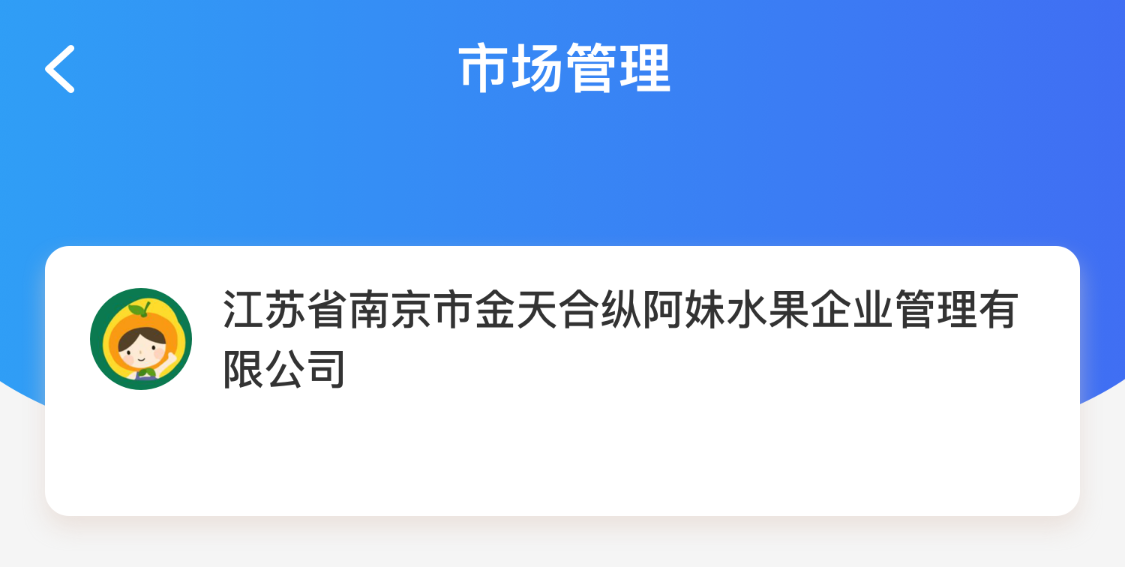 市场管理
江苏省南京市金天合纵阿妹水果企业管理有
限公司